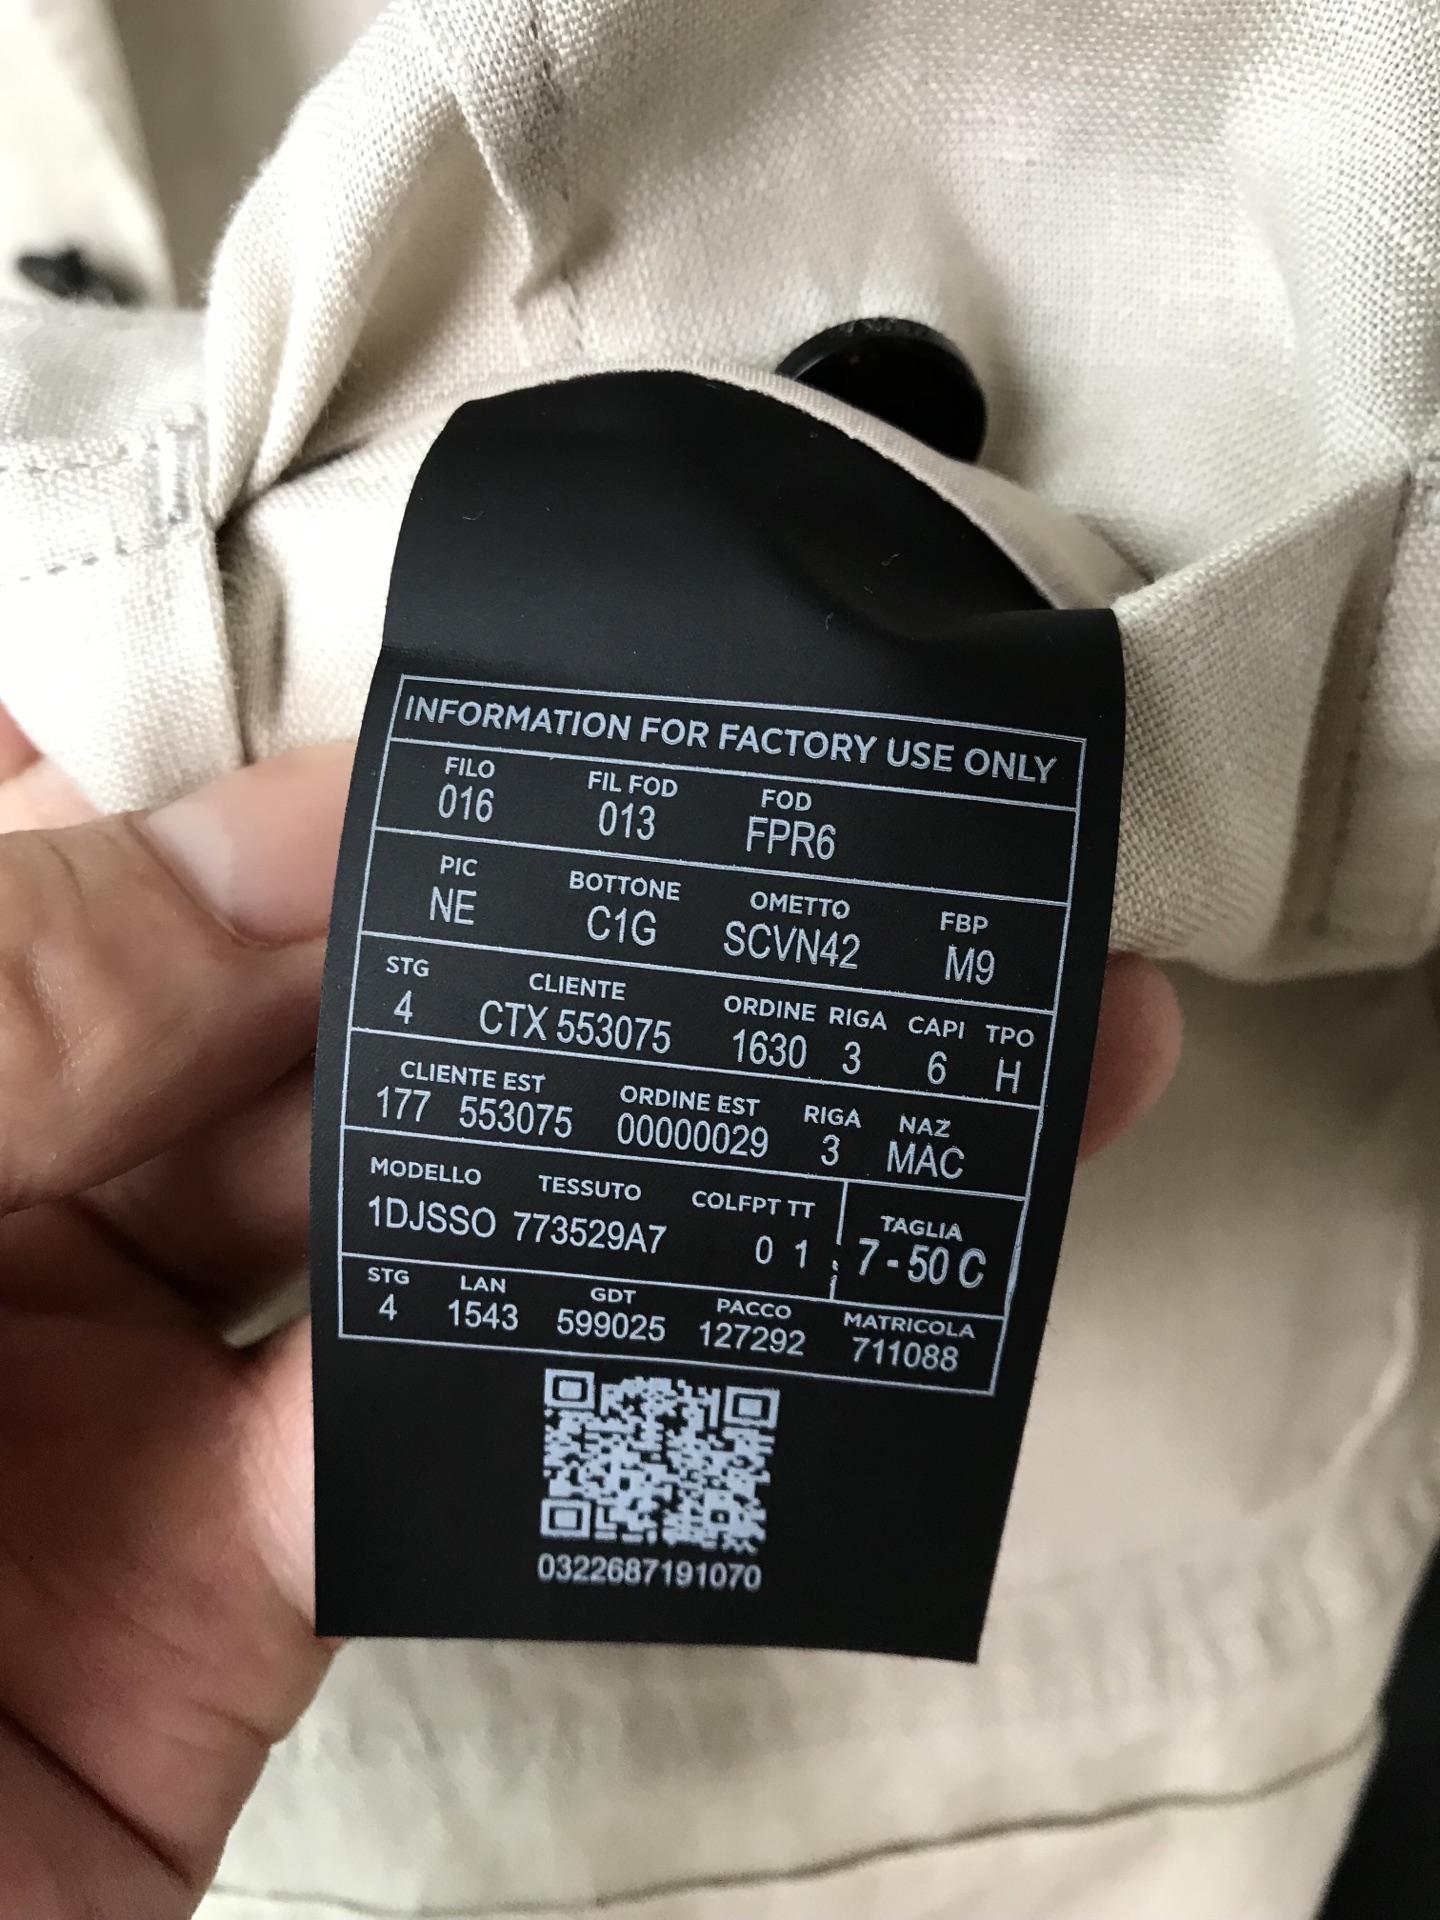 INFORMATION FOR FACTORY USE ONLY
FILO FIL FOD FOD
016 013 FPR6
PIC BOTTONE OMETTO FBP
NE C1G SCVN42 M9
STG CLIENTE ORDINE RIGA CAPI TPO
4 CTX 553075 1630 3 6 H
CLIENTE EST ORDINE EST RIGA NAZ
177 553075 00000029 3 MAC
MODELLO TESSUTO COLFPT TT TAGLIA
1DJSSO 773529A7 0 1 7 - 50 C
STG LAN GDT PACCO MATRICOLA
4 1543 599025 127292 711088
0322687191070